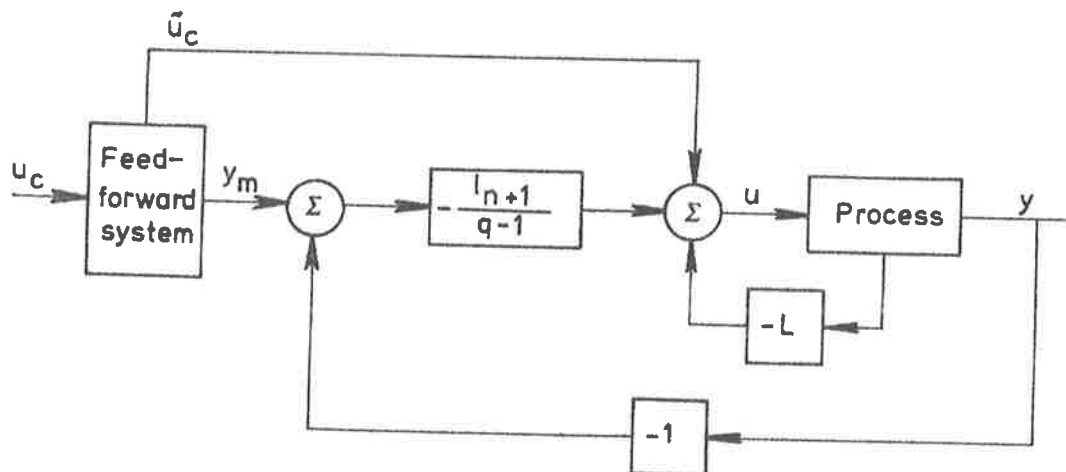 ũc
uc
Feed-
forward
system
ym
Σ
- ln+1
q-1
Σ
u
Process
y
-L
-1